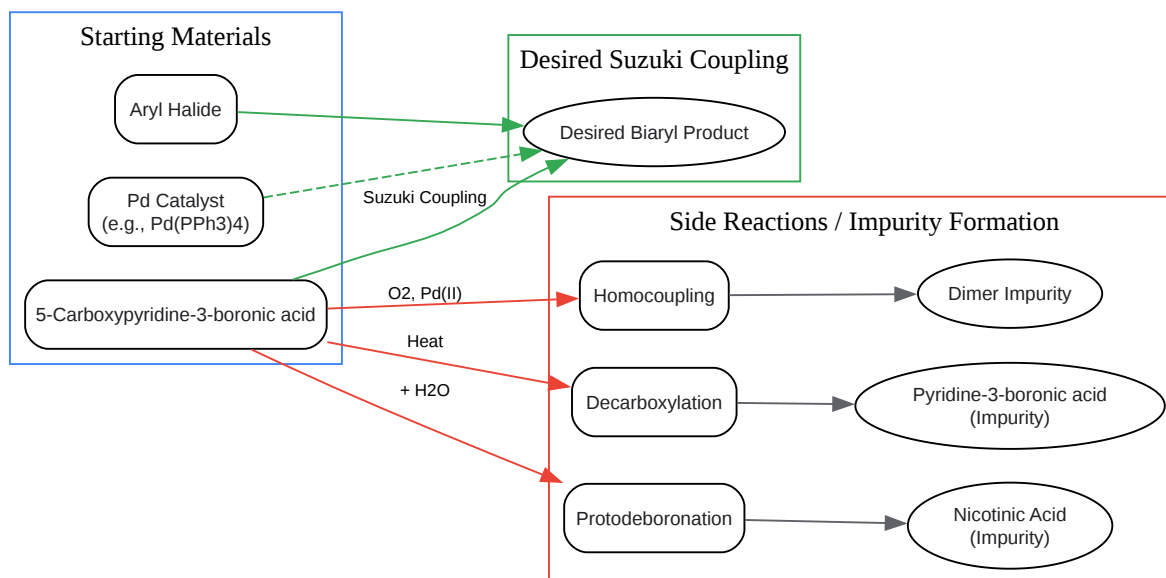 Starting Materials
Aryl Halide
Pd Catalyst
(e.g., Pd(PPh3)4)
5-Carboxypyridine-3-boronic acid
Desired Suzuki Coupling
Desired Biaryl Product
Suzuki Coupling
Side Reactions / Impurity Formation
O2, Pd(II)
Homocoupling
Dimer Impurity
Heat
Decarboxylation
Pyridine-3-boronic acid
(Impurity)
+ H2O
Protodeboronation
Nicotinic Acid
(Impurity)